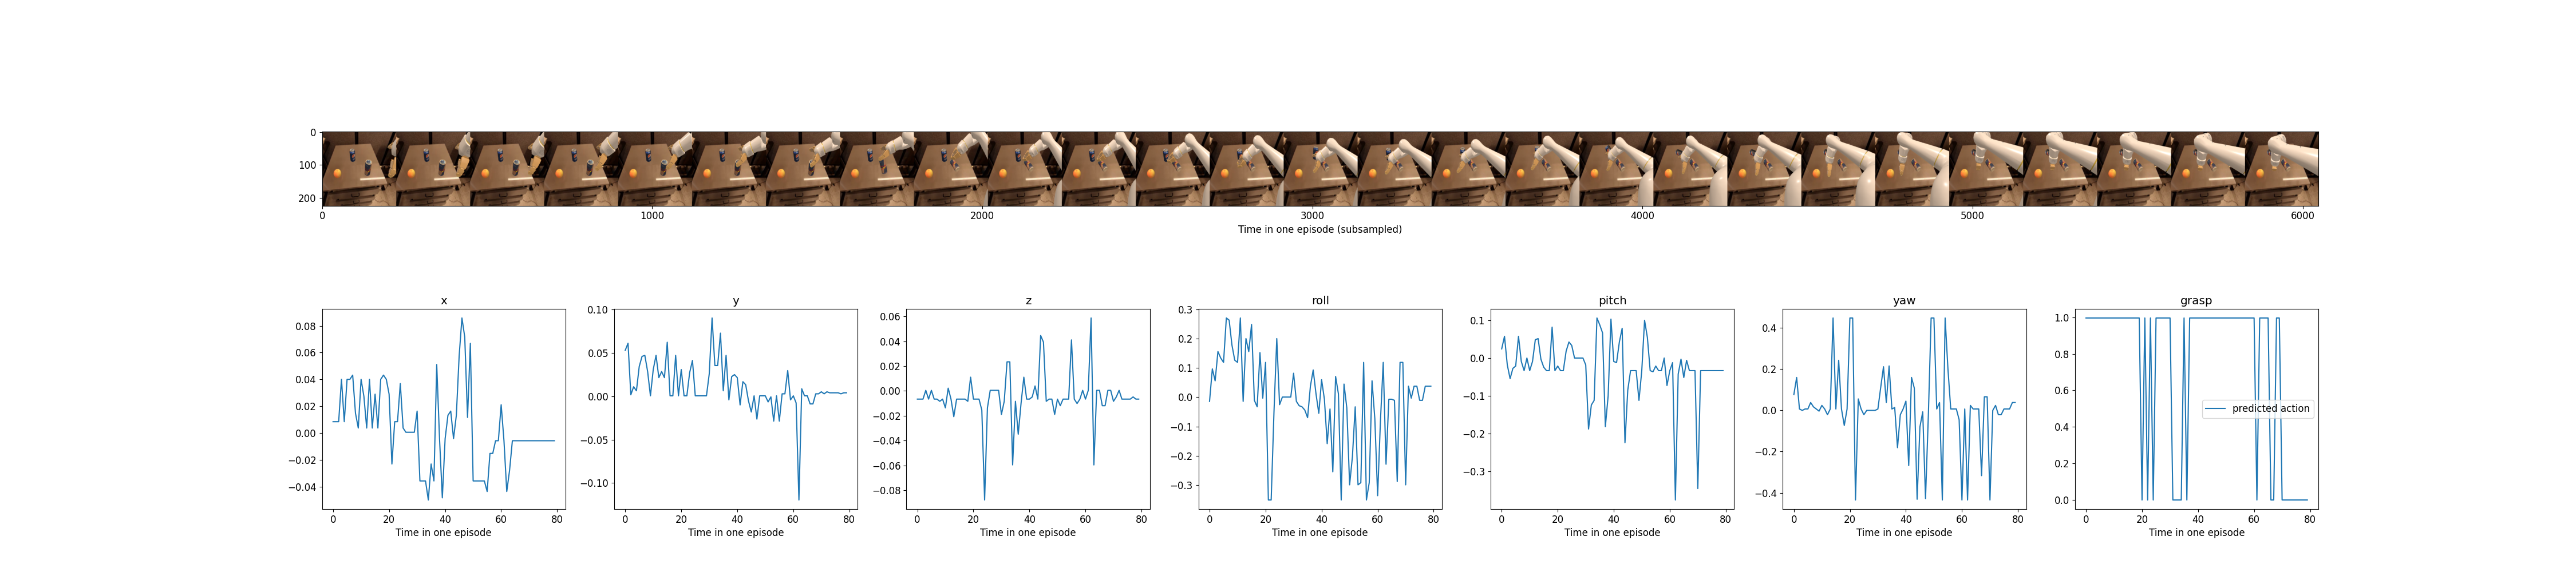 0
100
200
0 1000 2000 3000 4000 5000 6000
Time in one episode (subsampled)
x
0.08
0.06
0.04
0.02
0.00
−0.02
−0.04
0 20 40 60 80
Time in one episode
y
0.10
0.05
0.00
−0.05
−0.10
0 20 40 60 80
Time in one episode
z
0.06
0.04
0.02
0.00
−0.02
−0.04
−0.06
−0.08
0 20 40 60 80
Time in one episode
roll
0.3
0.2
0.1
0.0
−0.1
−0.2
−0.3
0 20 40 60 80
Time in one episode
pitch
0.1
0.0
−0.1
−0.2
−0.3
0 20 40 60 80
Time in one episode
yaw
0.4
0.2
0.0
−0.2
−0.4
0 20 40 60 80
Time in one episode
grasp
1.0
0.8
0.6
0.4
0.2
0.0
predicted action
0 20 40 60 80
Time in one episode